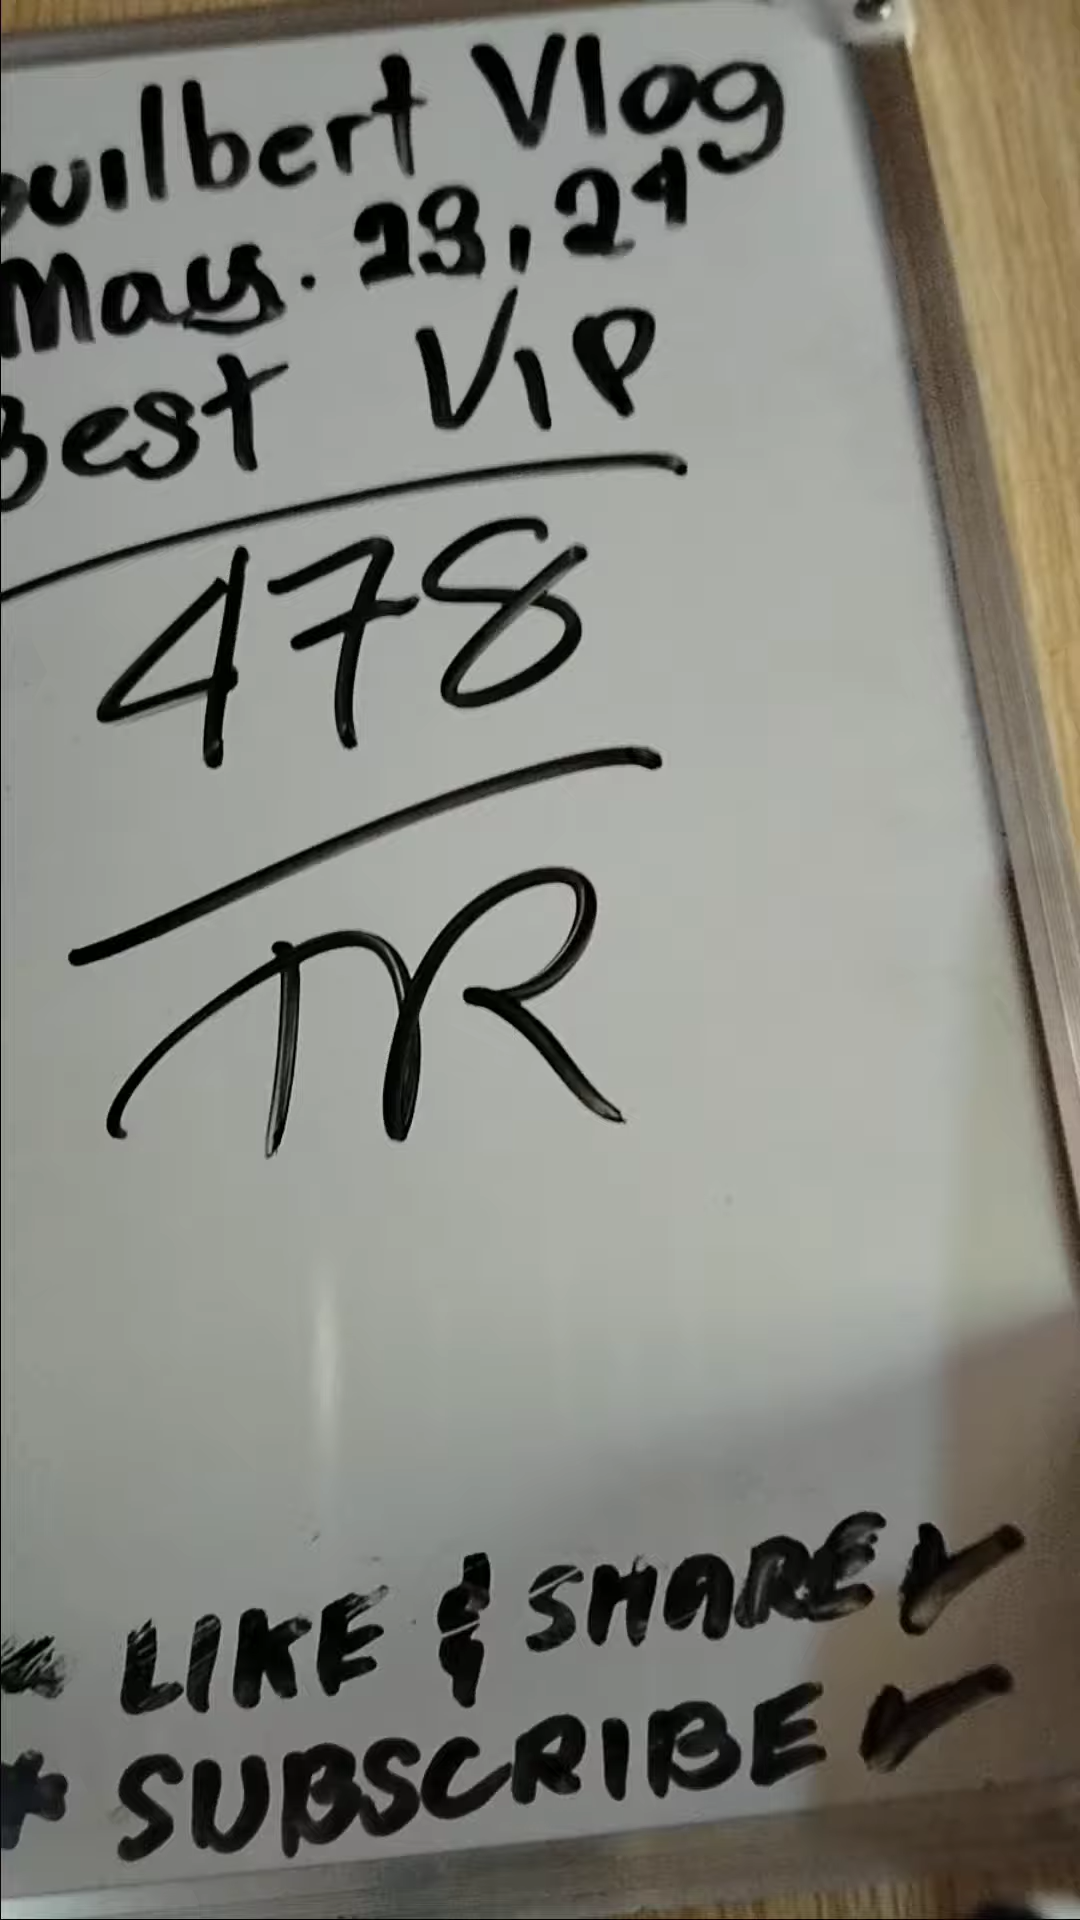 uilbert Vlog
May. 23, 24
Best VIP
478
TR
* LIKE & SHARE✓
* SUBSCRIBE✓